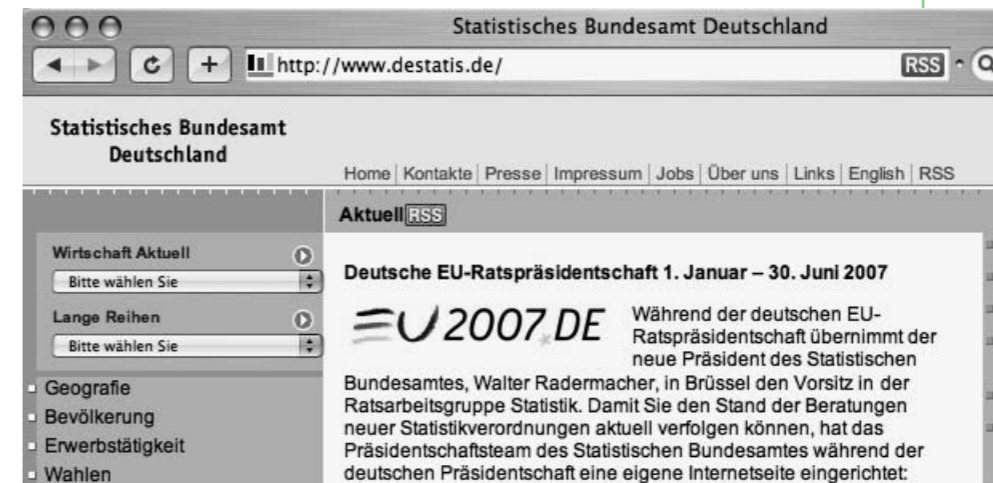 Statistisches Bundesamt Deutschland
http://www.destatis.de/
RSS
Statistisches Bundesamt
Deutschland
Home | Kontakte | Presse | Impressum | Jobs | Über uns | Links | English | RSS
Aktuell RSS
Wirtschaft Aktuell
Bitte wählen Sie
Lange Reihen
Bitte wählen Sie
Geografie
Bevölkerung
Erwerbstätigkeit
Wahlen
Deutsche EU-Ratspräsidentschaft 1. Januar – 30. Juni 2007
EU2007.DE
Während der deutschen EU-
Ratspräsidentschaft übernimmt der
neue Präsident des Statistischen
Bundesamtes, Walter Radermacher, in Brüssel den Vorsitz in der
Ratsarbeitsgruppe Statistik. Damit Sie den Stand der Beratungen
neuer Statistikverordnungen aktuell verfolgen können, hat das
Präsidentschaftsteam des Statistischen Bundesamtes während der
deutschen Präsidentschaft eine eigene Internetseite eingerichtet: